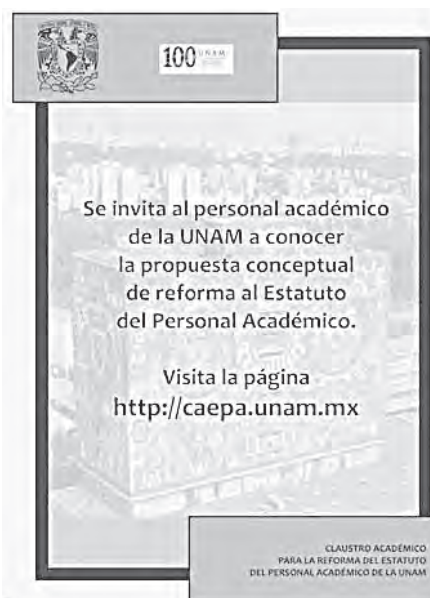 100 UNAM
Se invita al personal académico
de la UNAM a conocer
la propuesta conceptual
de reforma al Estatuto
del Personal Académico.
Visita la página
http://caepa.unam.mx
CLAUSTRO ACADÉMICO
PARA LA REFORMA DEL ESTATUTO
DEL PERSONAL ACADÉMICO DE LA UNAM